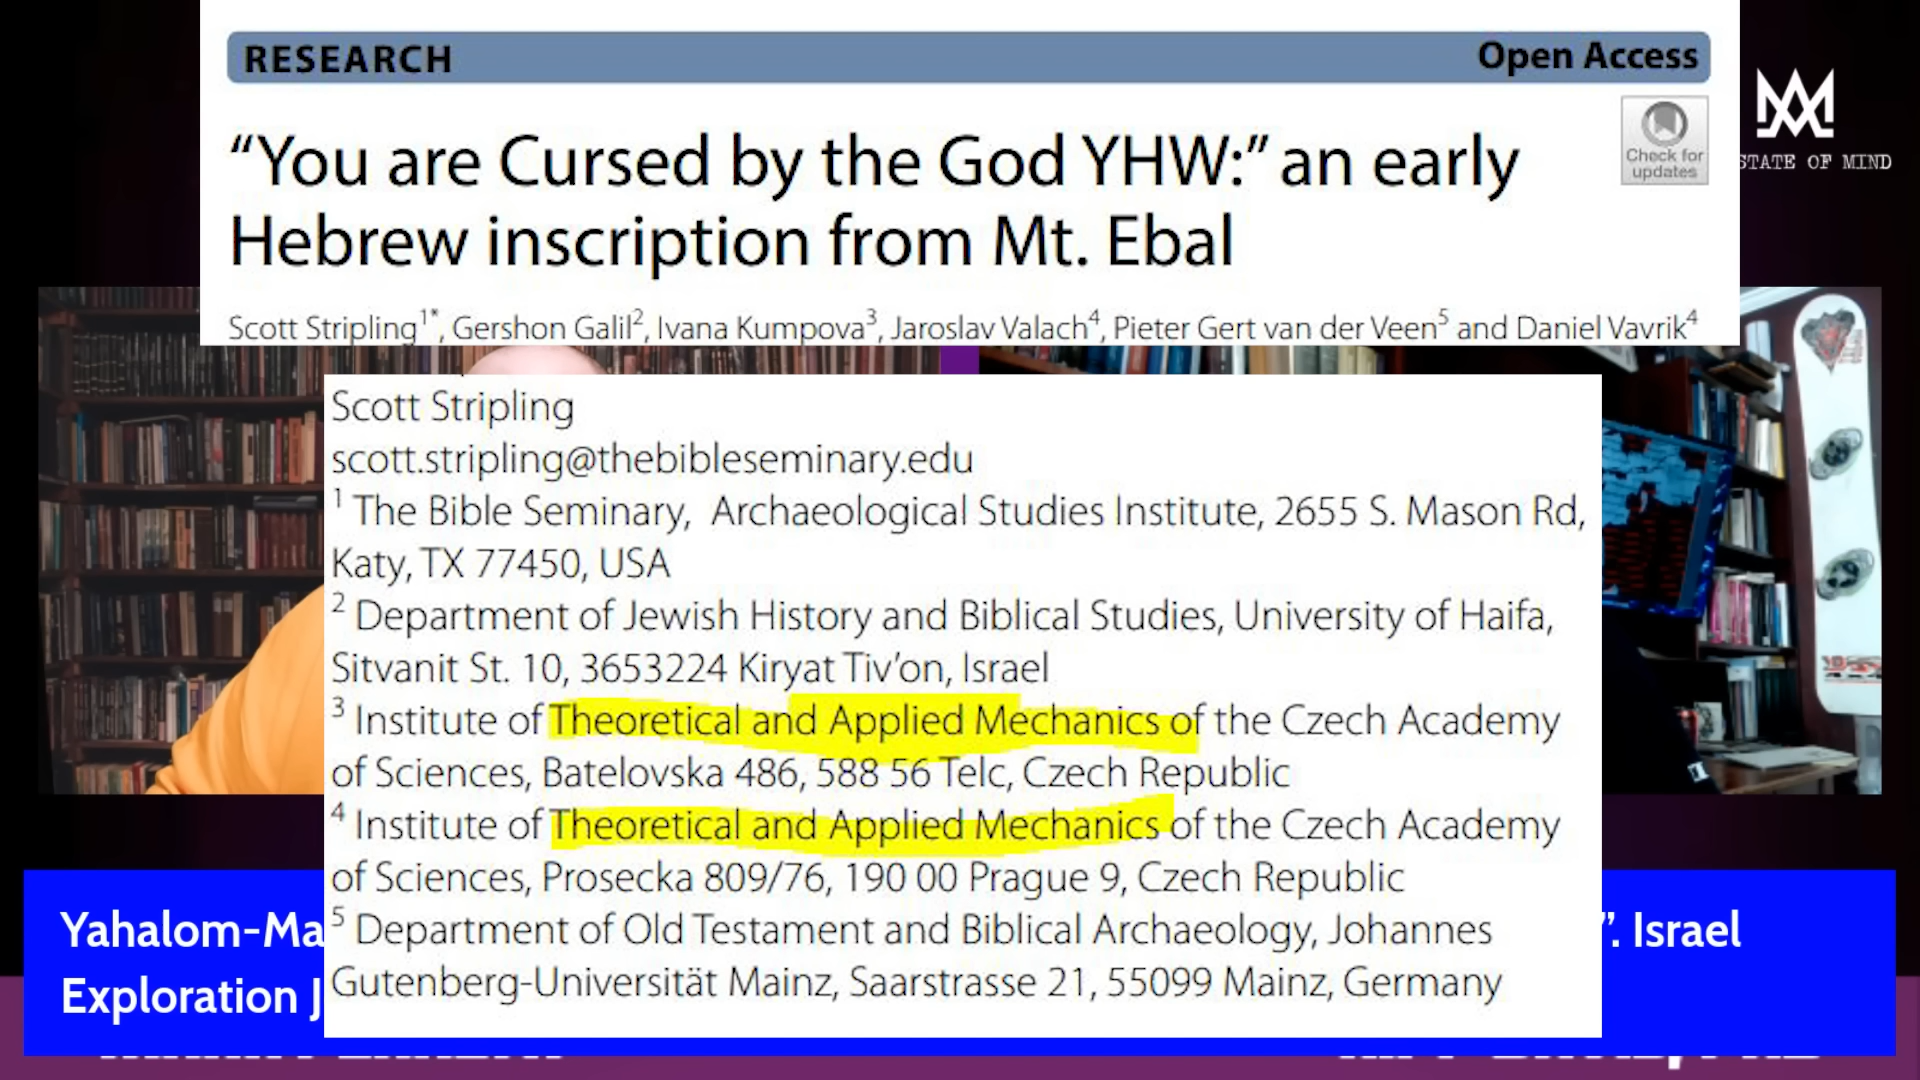 RESEARCH Open Access
“You are Cursed by the God YHW:” an early
Hebrew inscription from Mt. Ebal
Check for
updates
STATE OF MIND
Scott Stripling1*, Gershon Galil2, Ivana Kumpova3, Jaroslav Valach4, Pieter Gert van der Veen5 and Daniel Vavrik4
Scott Stripling
scott.stripling@thebibleseminary.edu
1 The Bible Seminary, Archaeological Studies Institute, 2655 S. Mason Rd,
Katy, TX 77450, USA
2 Department of Jewish History and Biblical Studies, University of Haifa,
Sitvanit St. 10, 3653224 Kiryat Tiv’on, Israel
3 Institute of Theoretical and Applied Mechanics of the Czech Academy
of Sciences, Batelovska 486, 588 56 Telc, Czech Republic
4 Institute of Theoretical and Applied Mechanics of the Czech Academy
of Sciences, Prosecka 809/76, 190 00 Prague 9, Czech Republic
5 Department of Old Testament and Biblical Archaeology, Johannes
Gutenberg-Universität Mainz, Saarstrasse 21, 55099 Mainz, Germany
Yahalom-Ma ”. Israel
Exploration J